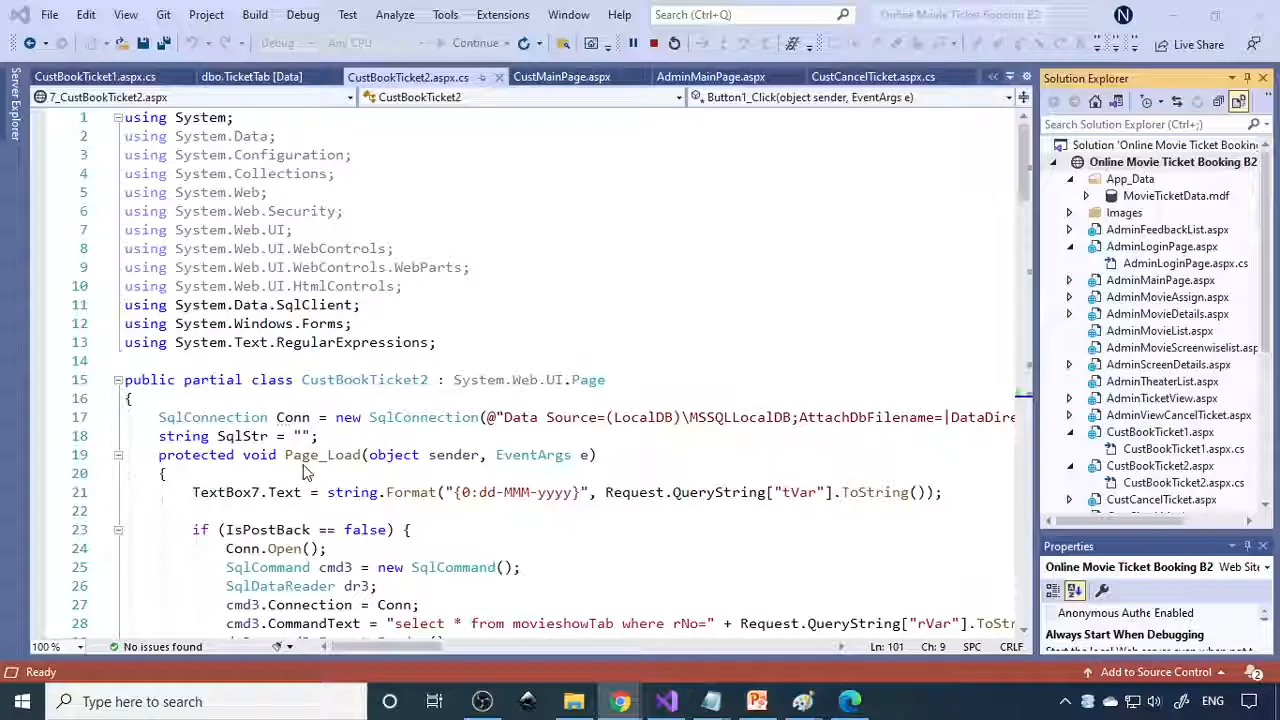 File Edit View Git Project Build Debug Test Analyze Tools Extensions Window Help Search (Ctrl+Q) Online Movie Ticket Booking B2 N
Debug Any CPU Continue Live Share
CustBookTicket1.aspx.cs dbo.TicketTab [Data] CustBookTicket2.aspx.cs CustMainPage.aspx AdminMainPage.aspx CustCancelTicket.aspx.cs
7_CustBookTicket2.aspx CustBookTicket2 Button1_Click(object sender, EventArgs e)
Server Explorer
1 using System;
2 using System.Data;
3 using System.Configuration;
4 using System.Collections;
5 using System.Web;
6 using System.Web.Security;
7 using System.Web.UI;
8 using System.Web.UI.WebControls;
9 using System.Web.UI.WebControls.WebParts;
10 using System.Web.UI.HtmlControls;
11 using System.Data.SqlClient;
12 using System.Windows.Forms;
13 using System.Text.RegularExpressions;
14
15 public partial class CustBookTicket2 : System.Web.UI.Page
16 {
17 SqlConnection Conn = new SqlConnection(@"Data Source=(LocalDB)\MSSQLLocalDB;AttachDbFilename=|DataDire
18 string SqlStr = "";
19 protected void Page_Load(object sender, EventArgs e)
20 {
21 TextBox7.Text = string.Format("{0:dd-MMM-yyyy}", Request.QueryString["tVar"].ToString());
22
23 if (IsPostBack == false) {
24 Conn.Open();
25 SqlCommand cmd3 = new SqlCommand();
26 SqlDataReader dr3;
27 cmd3.Connection = Conn;
28 cmd3.CommandText = "select * from movieshowTab where rNo=" + Request.QueryString["rVar"].ToStr
100 % No issues found Ln: 101 Ch: 9 SPC CRLF
Solution Explorer
Search Solution Explorer (Ctrl+;)
Solution 'Online Movie Ticket Booking
Online Movie Ticket Booking B2
App_Data
MovieTicketData.mdf
Images
AdminFeedbackList.aspx
AdminLoginPage.aspx
AdminLoginPage.aspx.cs
AdminMainPage.aspx
AdminMovieAssign.aspx
AdminMovieDetails.aspx
AdminMovieList.aspx
AdminMovieScreenwiselist.asp
AdminScreenDetails.aspx
AdminTheaterList.aspx
AdminTicketView.aspx
AdminViewCancelTicket.aspx
CustBookTicket1.aspx
CustBookTicket1.aspx.cs
CustBookTicket2.aspx
CustBookTicket2.aspx.cs
CustCancelTicket.aspx
Properties
Online Movie Ticket Booking B2 Web Site
Anonymous Authe Enabled
Always Start When Debugging
Ready Add to Source Control 2
Type here to search ENG